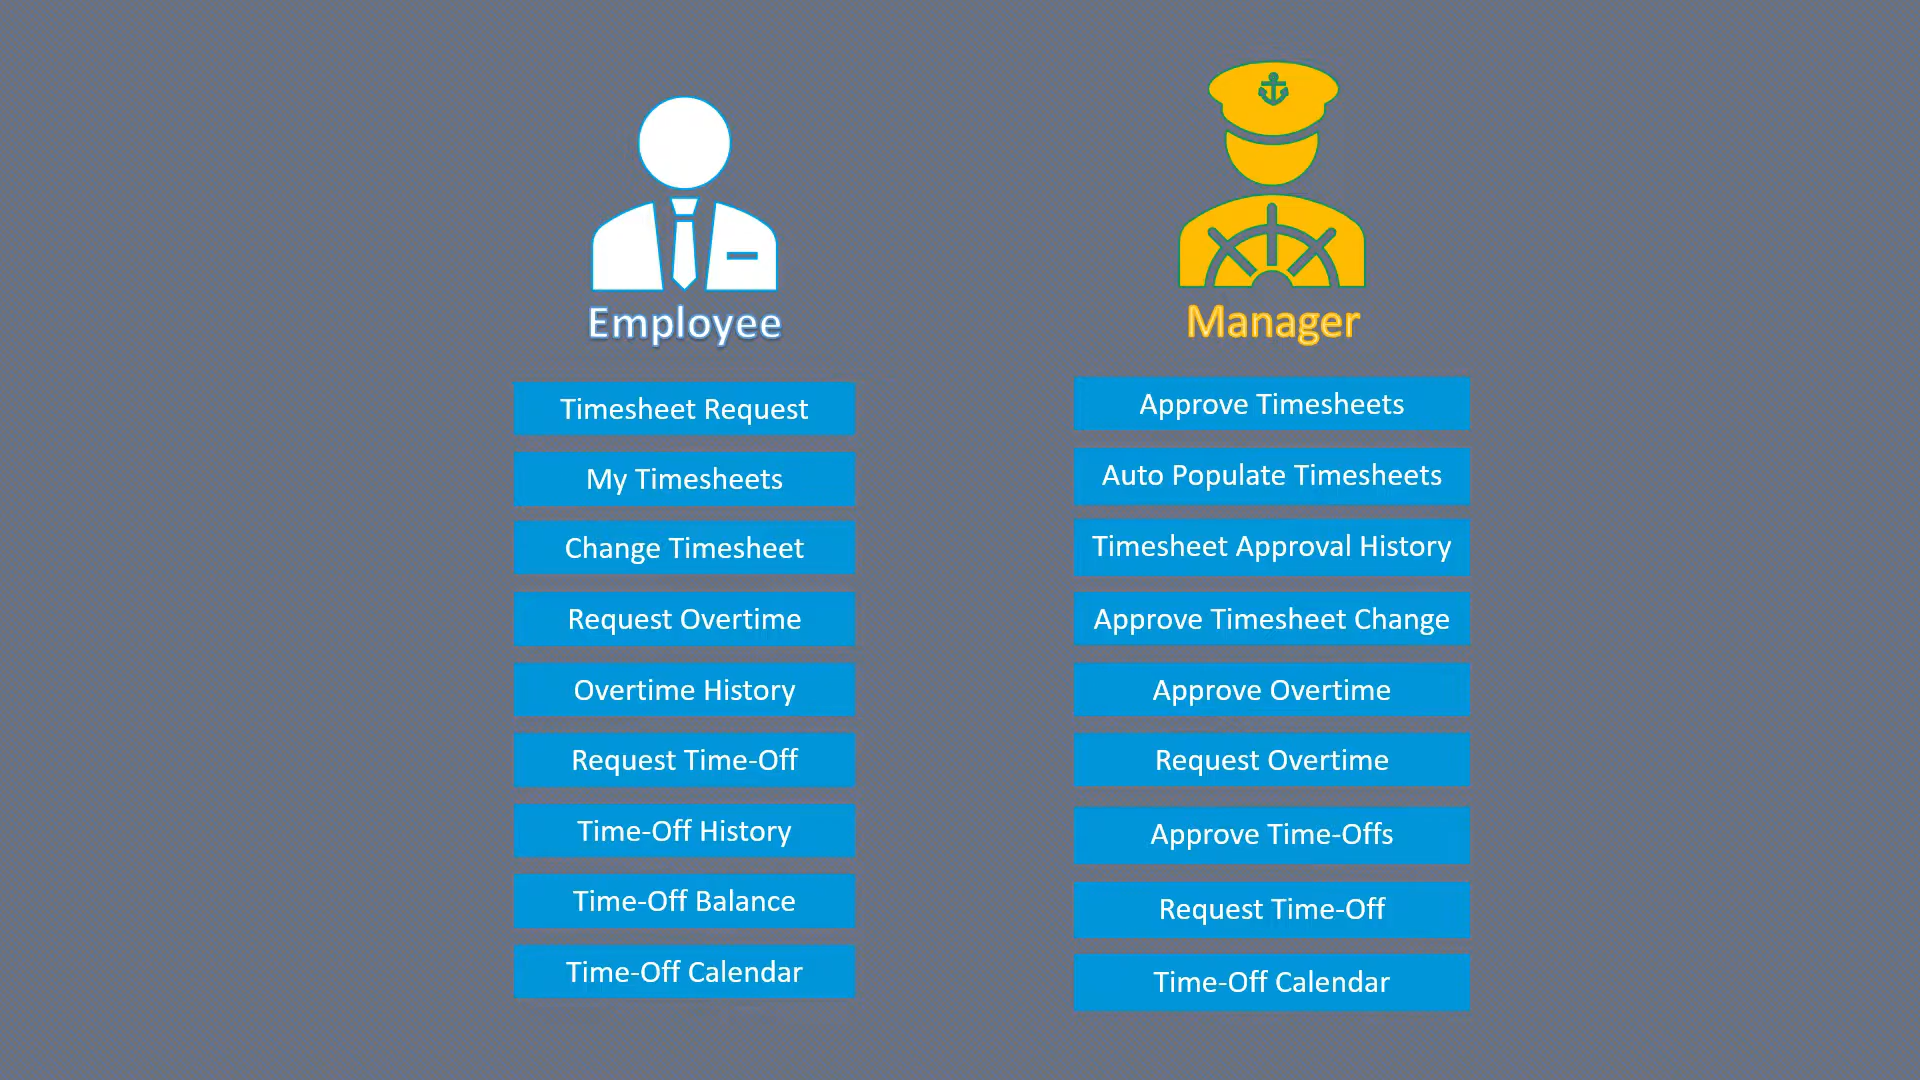 Employee
Timesheet Request
My Timesheets
Change Timesheet
Request Overtime
Overtime History
Request Time-Off
Time-Off History
Time-Off Balance
Time-Off Calendar
Manager
Approve Timesheets
Auto Populate Timesheets
Timesheet Approval History
Approve Timesheet Change
Approve Overtime
Request Overtime
Approve Time-Offs
Request Time-Off
Time-Off Calendar